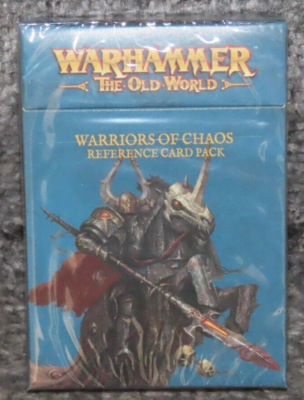 WARHAMMER
THE OLD WORLD
WARRIORS OF CHAOS
REFERENCE CARD PACK